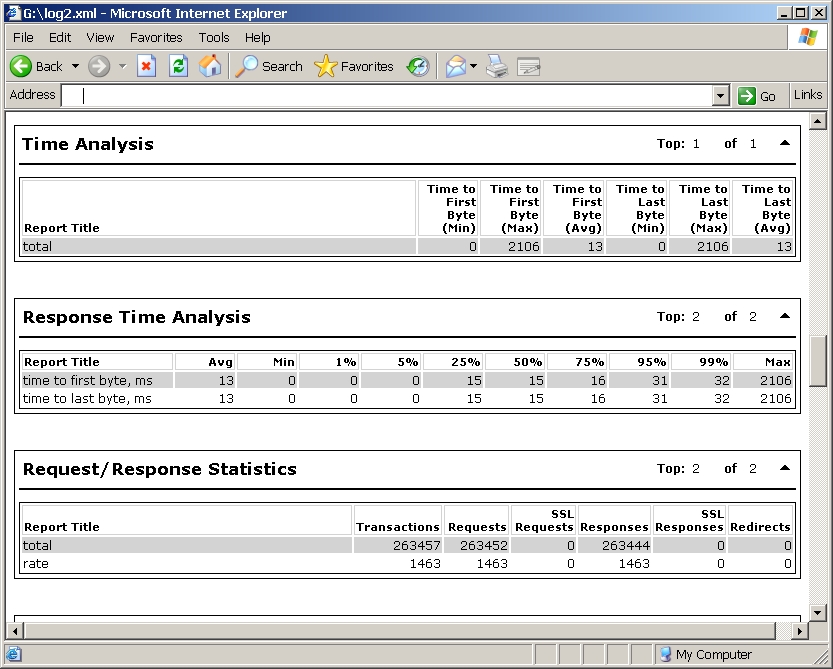 G:\log2.xml - Microsoft Internet Explorer
File Edit View Favorites Tools Help
Back Search Favorites
Address Go Links
Time Analysis Top: 1 of 1
Report Title Time to First Byte (Min) Time to First Byte (Max) Time to First Byte (Avg) Time to Last Byte (Min) Time to Last Byte (Max) Time to Last Byte (Avg)
total 0 2106 13 0 2106 13
Response Time Analysis Top: 2 of 2
Report Title Avg Min 1% 5% 25% 50% 75% 95% 99% Max
time to first byte, ms 13 0 0 0 15 15 16 31 32 2106
time to last byte, ms 13 0 0 0 15 15 16 31 32 2106
Request/Response Statistics Top: 2 of 2
Report Title Transactions Requests SSL Requests Responses SSL Responses Redirects
total 263457 263452 0 263444 0 0
rate 1463 1463 0 1463 0 0
My Computer